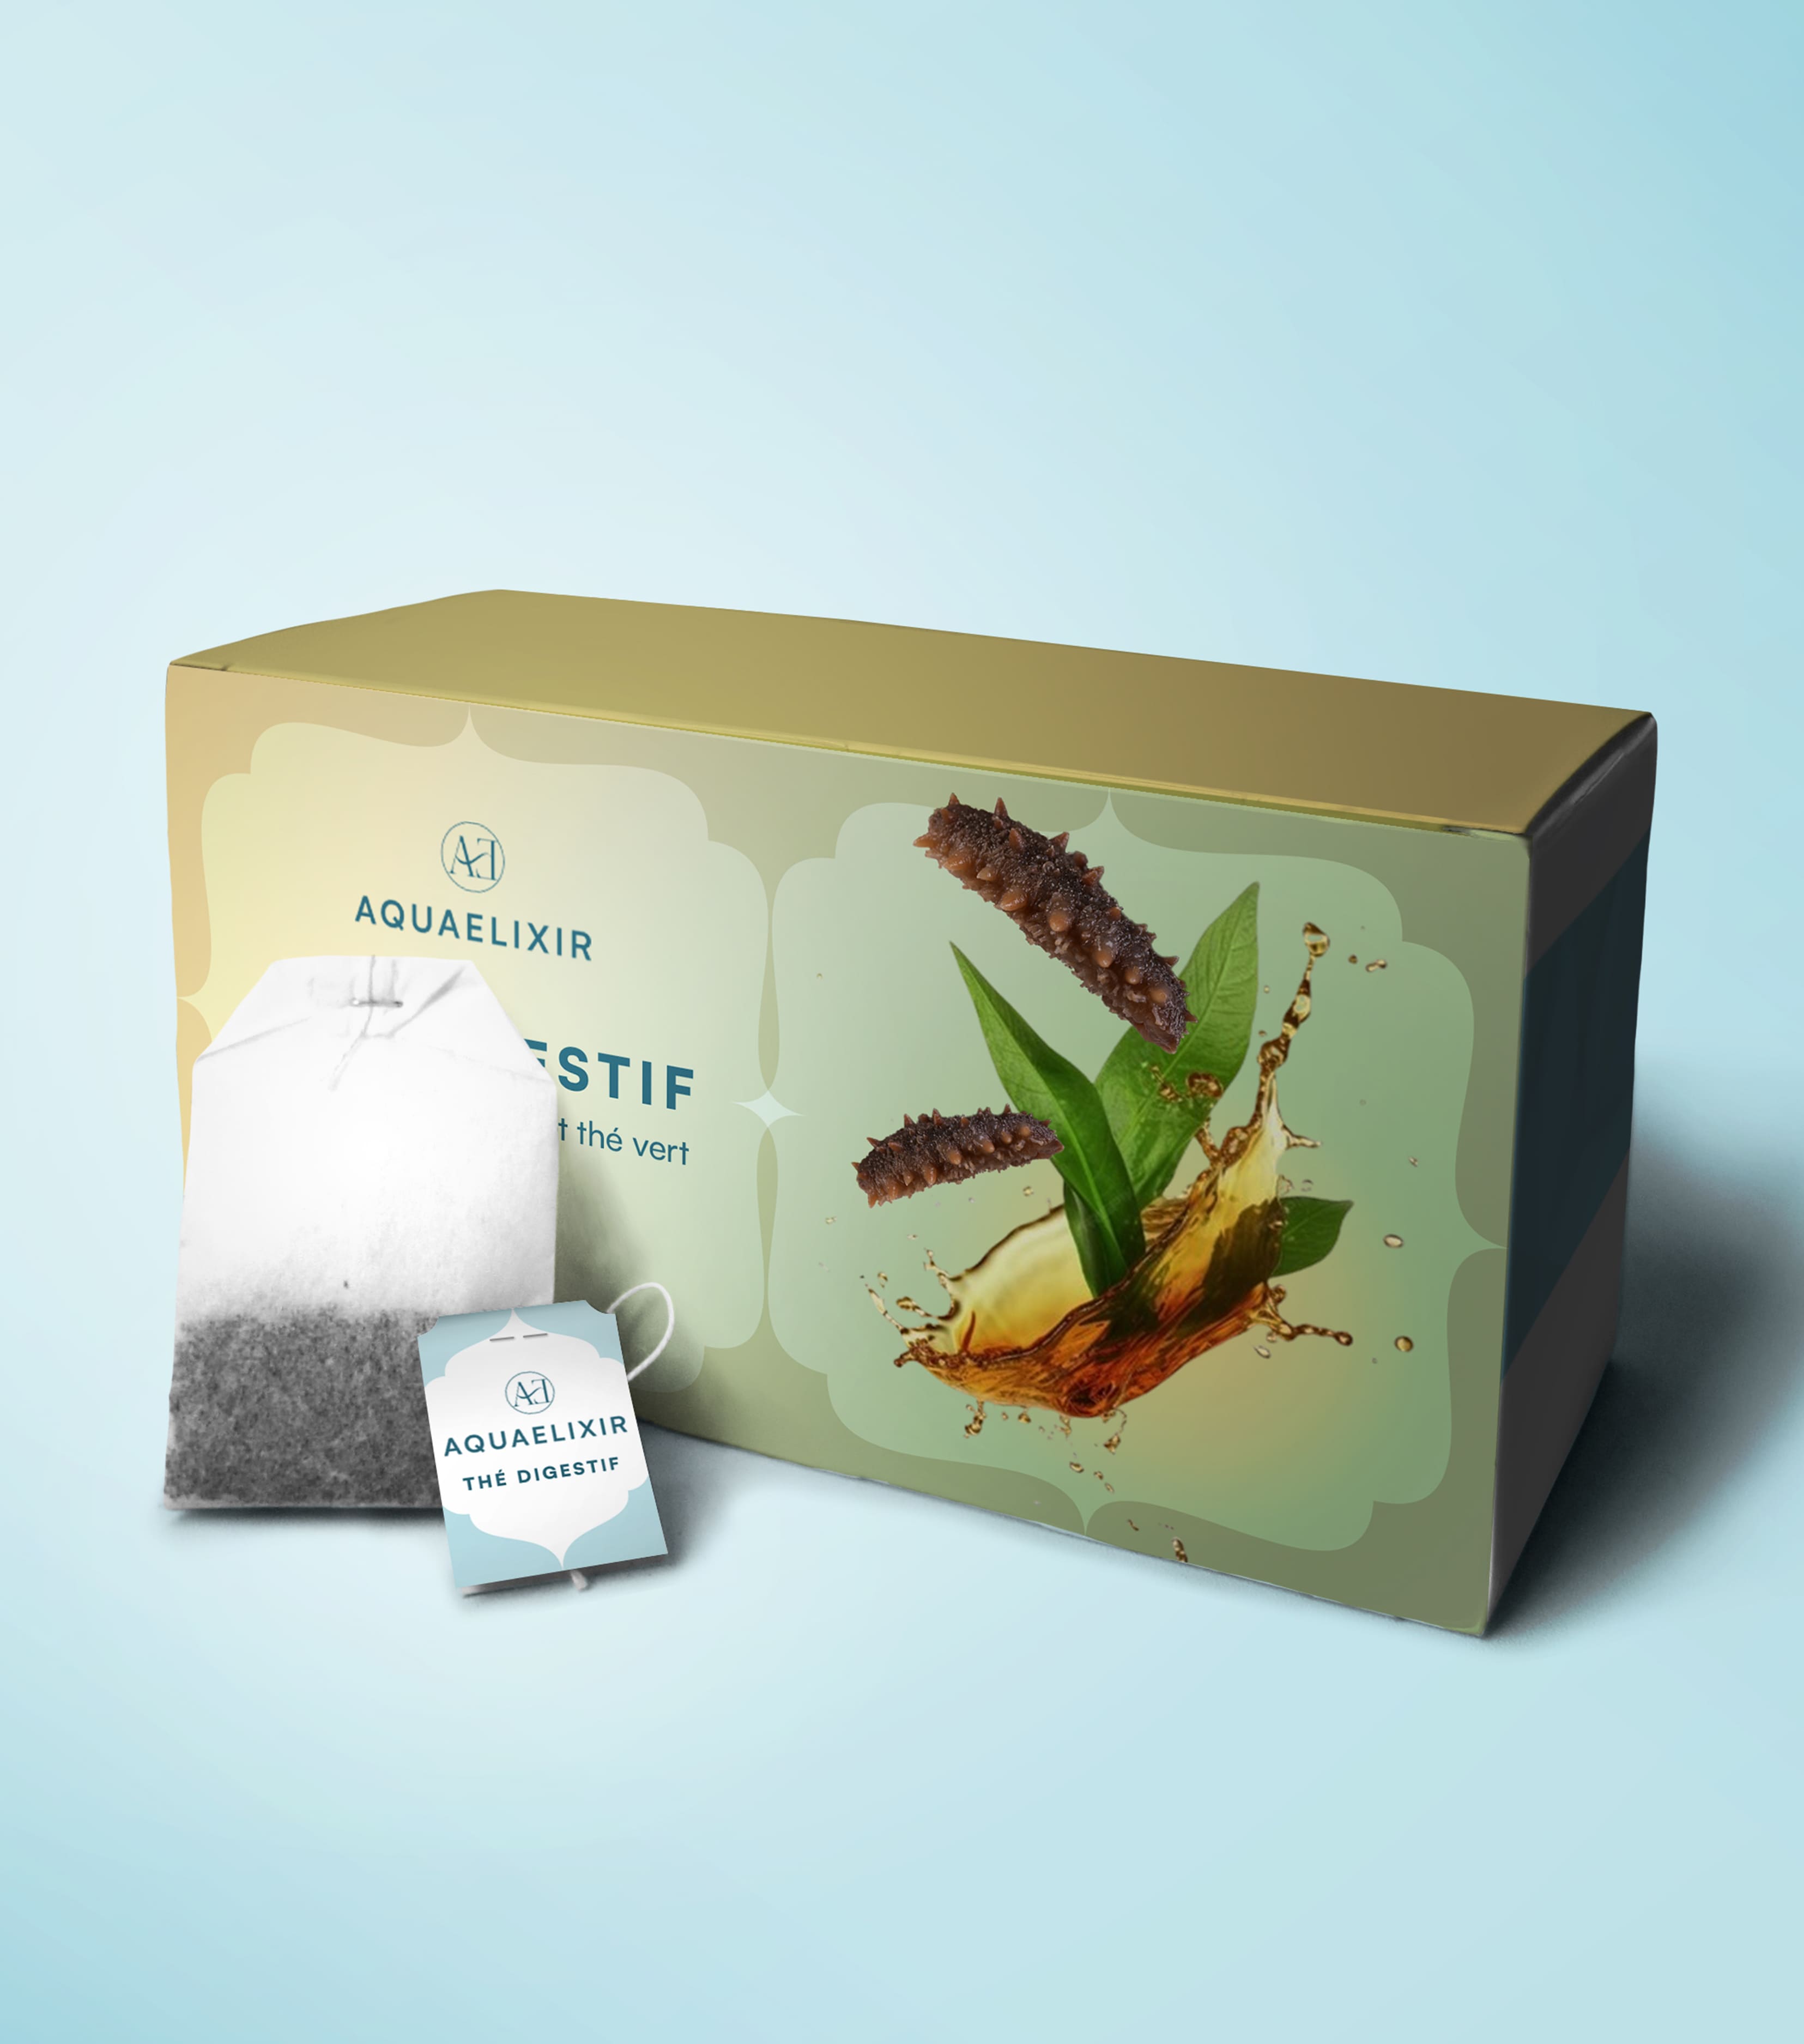 AE
AQUAELIXIR
ESTIF
t thé vert
AE
AQUAELIXIR
THÉ DIGESTIF